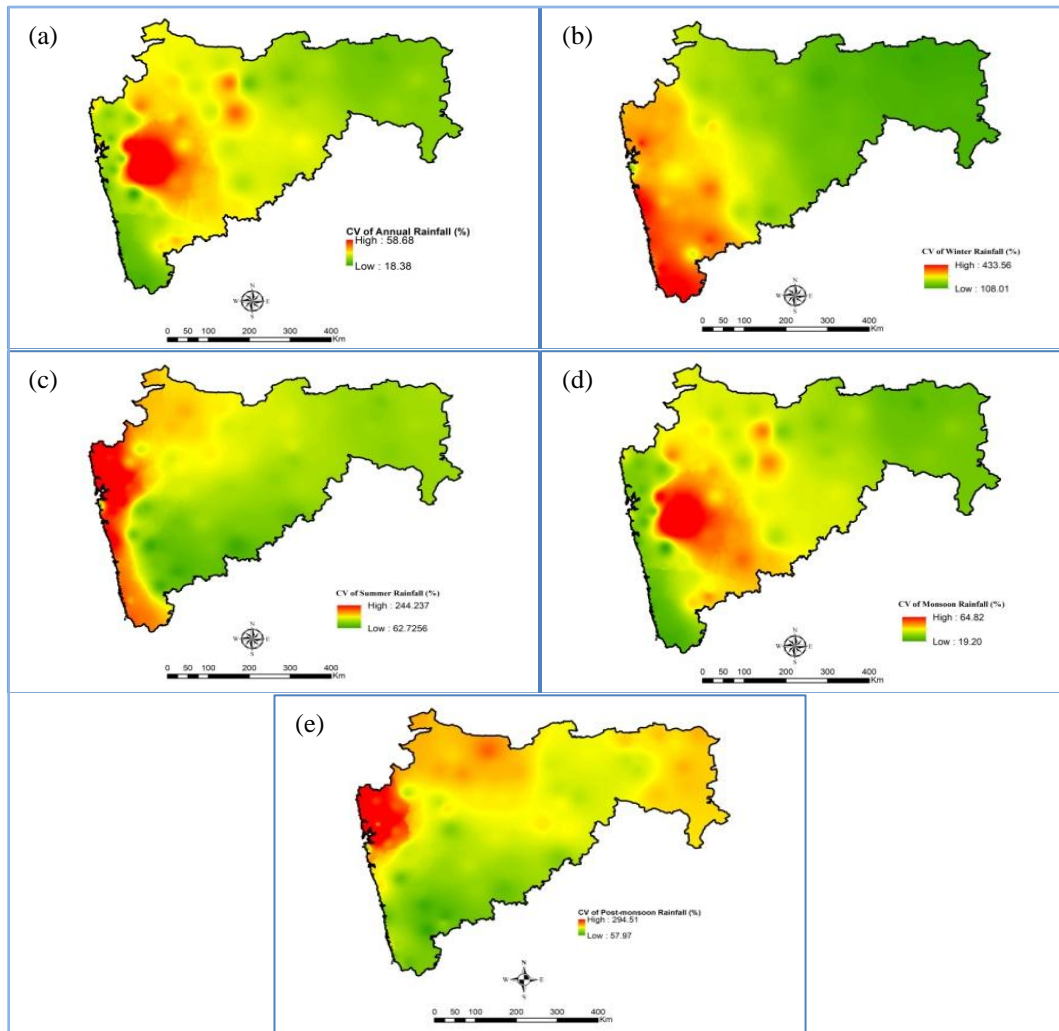 (a)
CV of Annual Rainfall (%)
High : 58.68
Low : 18.38
N
W E
S
0 50 100 200 300 400
Km
(b)
CV of Winter Rainfall (%)
High : 433.56
Low : 108.01
N
W E
S
0 50 100 200 300 400
Km
(c)
CV of Summer Rainfall (%)
High : 244.237
Low : 62.7256
N
W E
S
0 50 100 200 300 400
Km
(d)
CV of Monsoon Rainfall (%)
High : 64.82
Low : 19.20
N
W E
S
0 50 100 200 300 400
Km
(e)
CV of Post-monsoon Rainfall (%)
High : 294.51
Low : 57.97
N
W E
S
0 50 100 200 300 400
Km